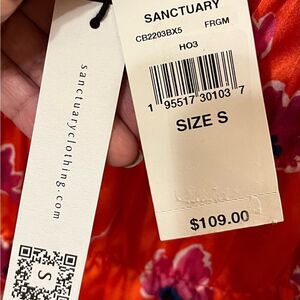 SANCTUARY
CB2203BX5 FRGM
HO3
1 95517 30103 7
SIZE S
$109.00
sanctuaryclothing.com
S